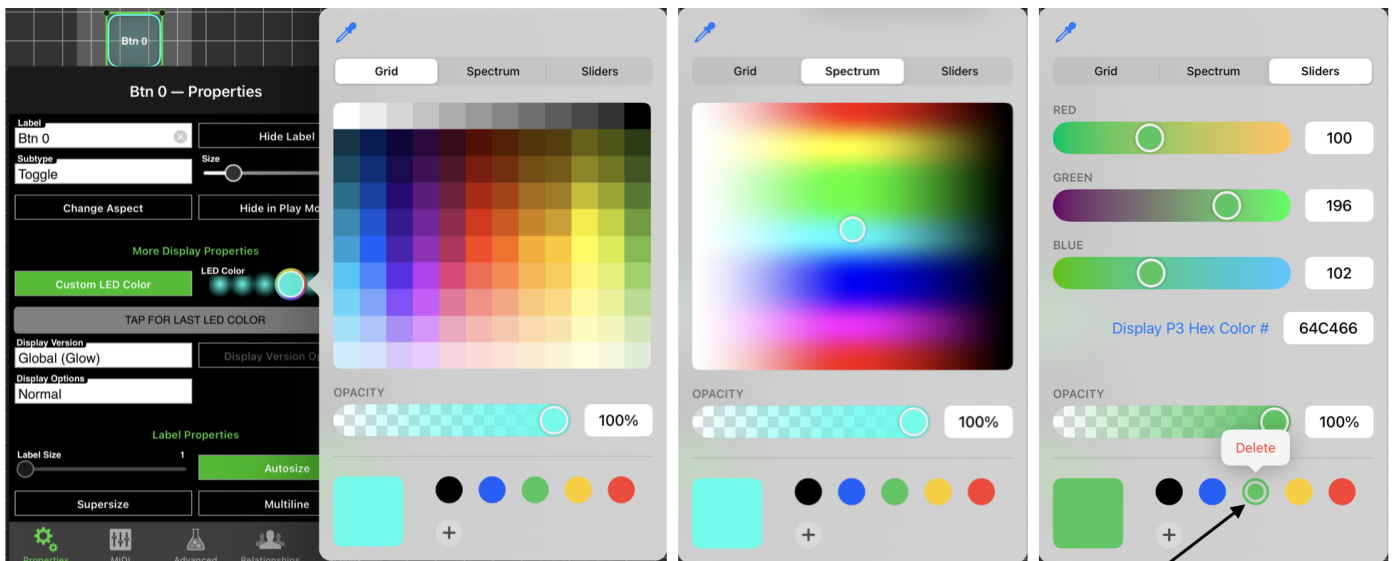 Btn 0
Btn 0 — Properties
Label
Btn 0
Hide Label
Subtype
Toggle
Size
Change Aspect
Hide in Play Mo
More Display Properties
Custom LED Color
LED Color
TAP FOR LAST LED COLOR
Display Version
Global (Glow)
Display Version Op
Display Options
Normal
Label Properties
Label Size
1
Autosize
Supersize
Multiline
Properties
MIDI
Advanced
Relationships
Grid
Spectrum
Sliders
OPACITY
100%
+
Grid
Spectrum
Sliders
OPACITY
100%
+
Grid
Spectrum
Sliders
RED
100
GREEN
196
BLUE
102
Display P3 Hex Color #
64C466
OPACITY
100%
Delete
+